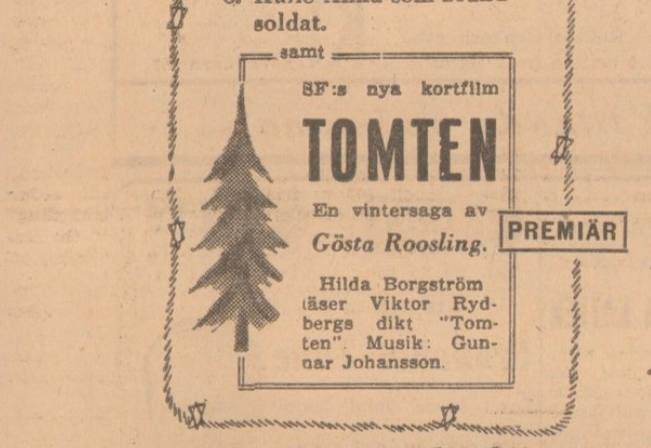 soldat.
samt
SF:s nya kortfilm
TOMTEN
En vintersaga av
Gösta Roosling.
PREMIÄR
Hilda Borgström
läser Viktor Ryd-
bergs dikt "Tom-
ten". Musik: Gun-
nar Johansson.